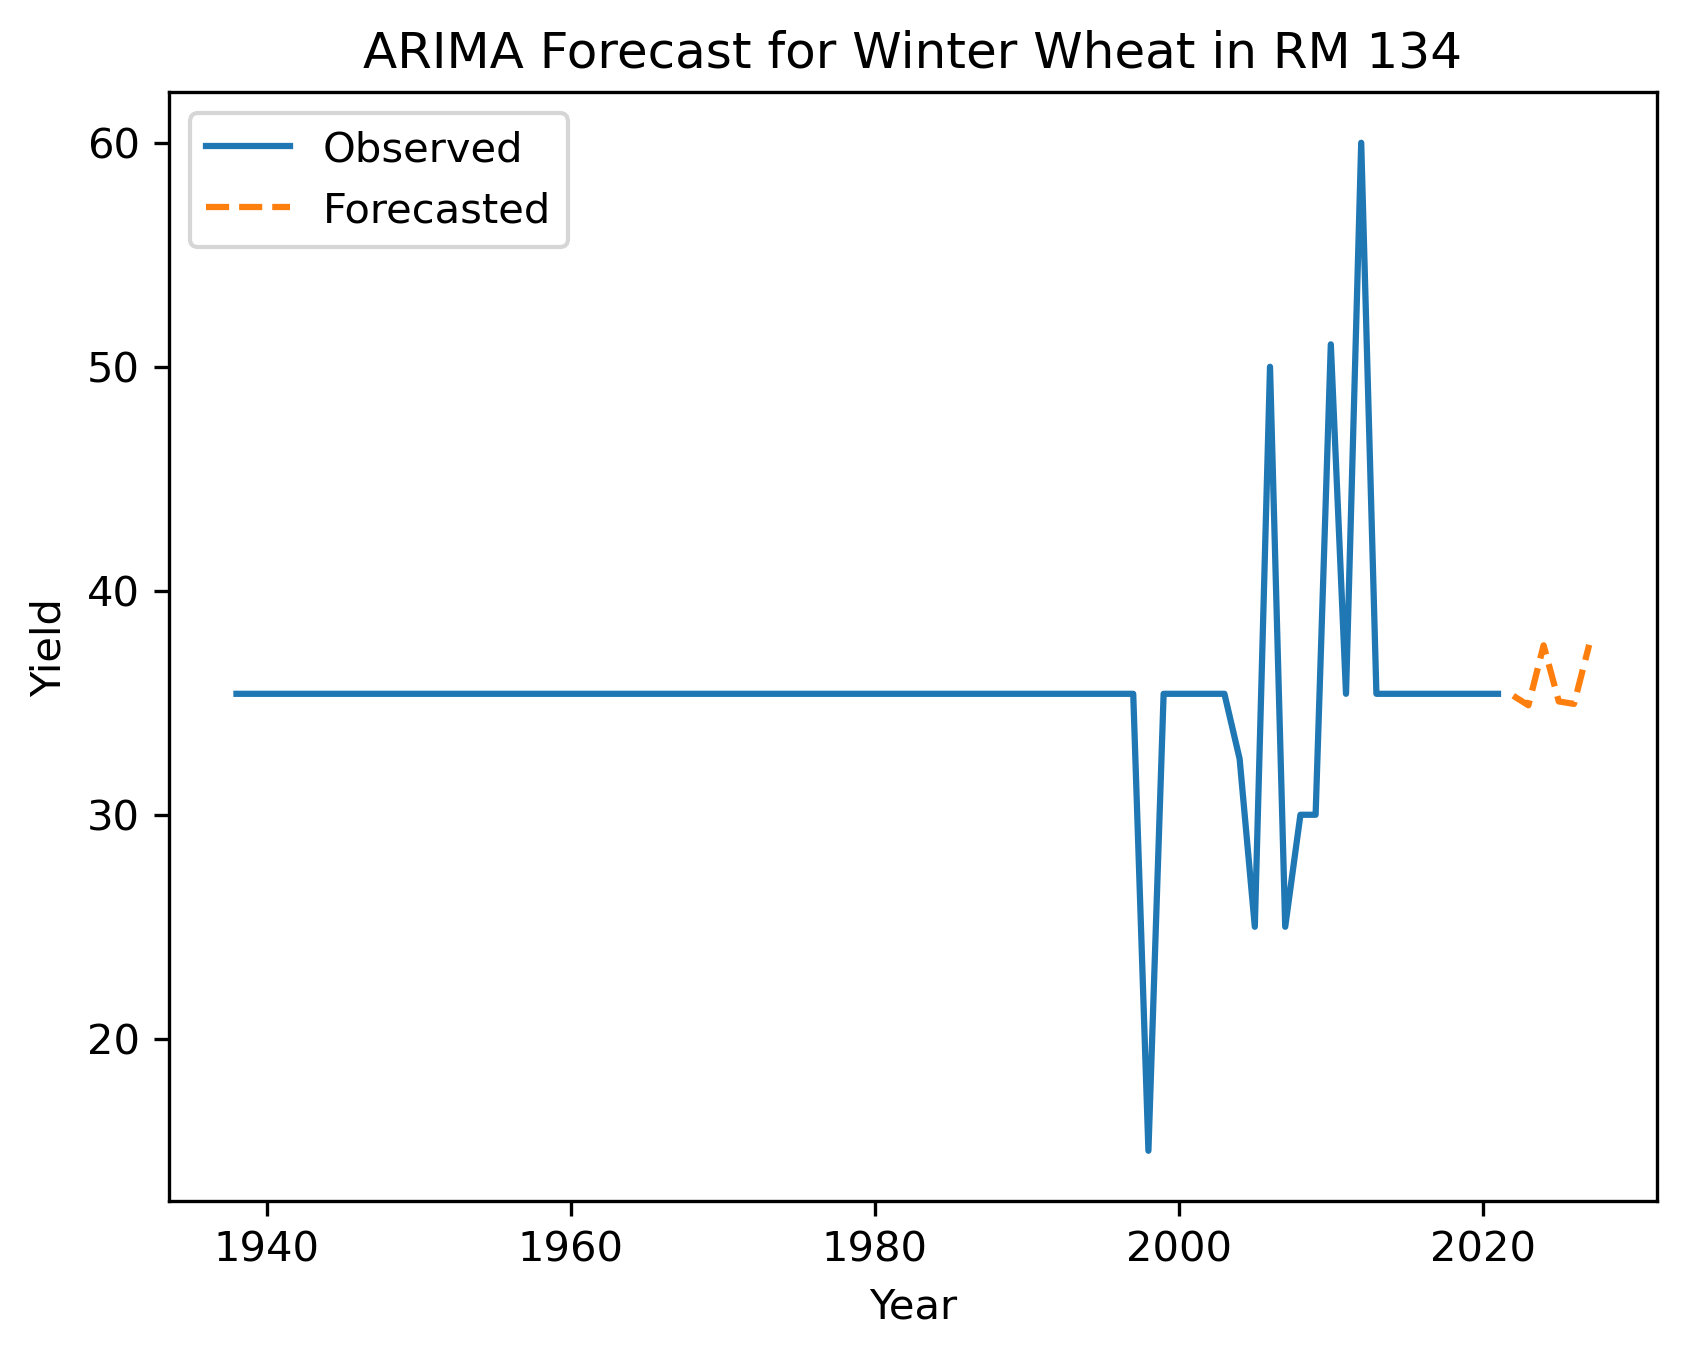 ARIMA Forecast for Winter Wheat in RM 134
Observed
Forecasted
60
50
40
30
20
Yield
1940 1960 1980 2000 2020
Year